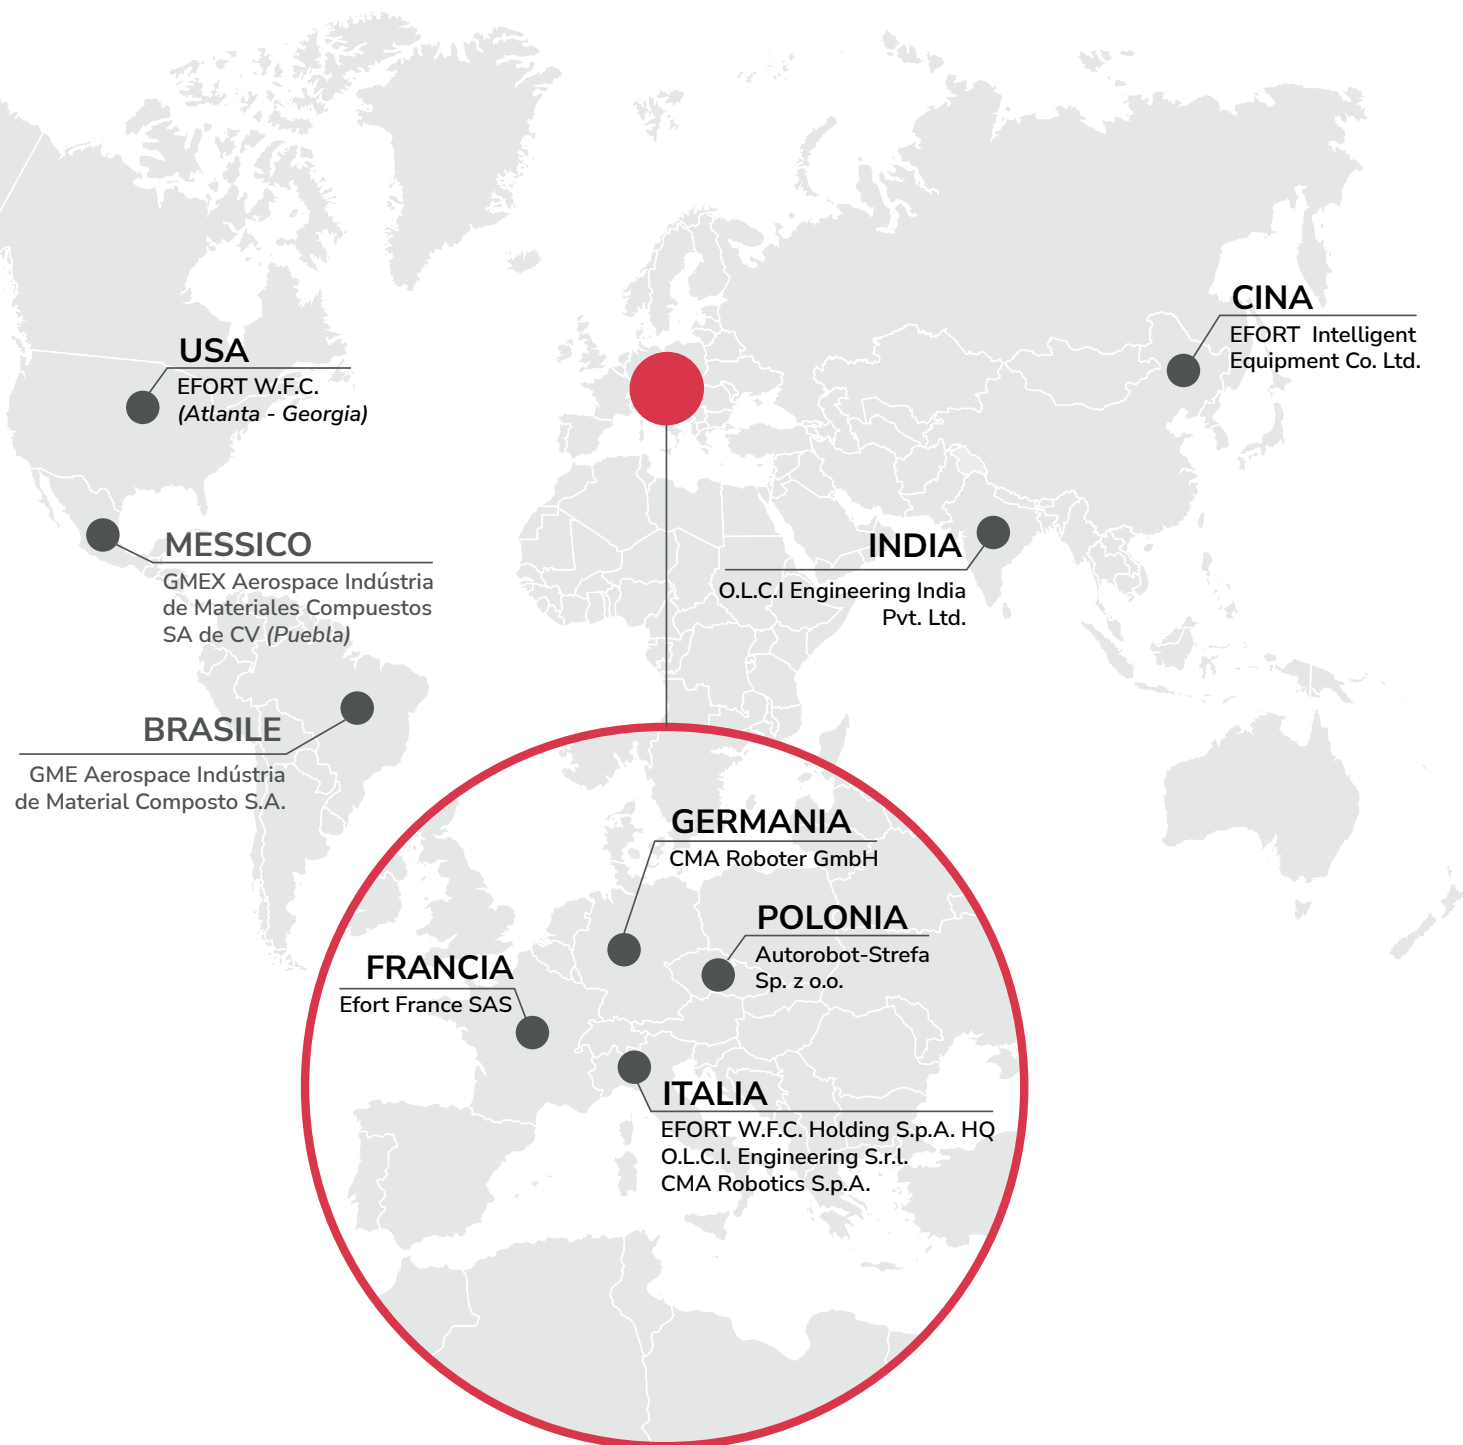 CINA
EFORT Intelligent
Equipment Co. Ltd.
USA
EFORT W.F.C.
(Atlanta - Georgia)
MESSICO
GMEX Aerospace Indústria
de Materiales Compuestos
SA de CV (Puebla)
INDIA
O.L.C.I Engineering India
Pvt. Ltd.
BRASILE
GME Aerospace Indústria
de Material Composto S.A.
GERMANIA
CMA Roboter GmbH
POLONIA
Autorobot-Strefa
Sp. z o.o.
FRANCIA
Efort France SAS
ITALIA
EFORT W.F.C. Holding S.p.A. HQ
O.L.C.I. Engineering S.r.l.
CMA Robotics S.p.A.